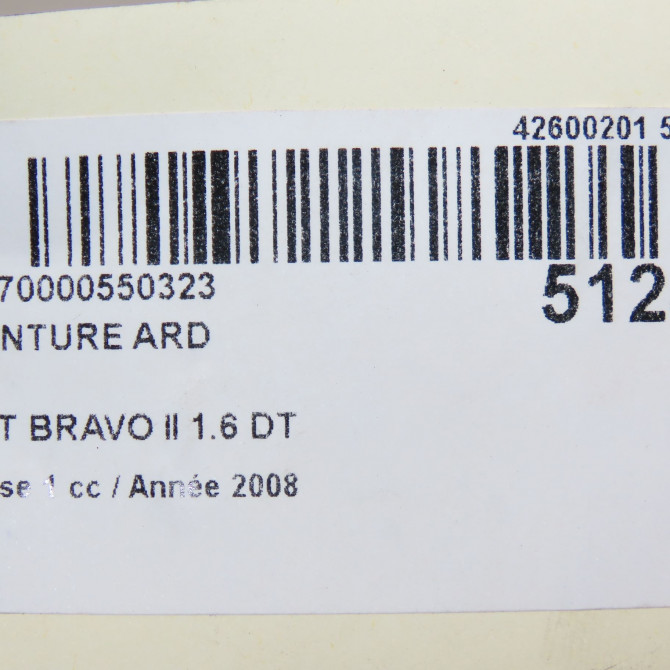 42600201 5
70000550323
512
NTURE ARD
T BRAVO II 1.6 DT
se 1 cc / Année 2008